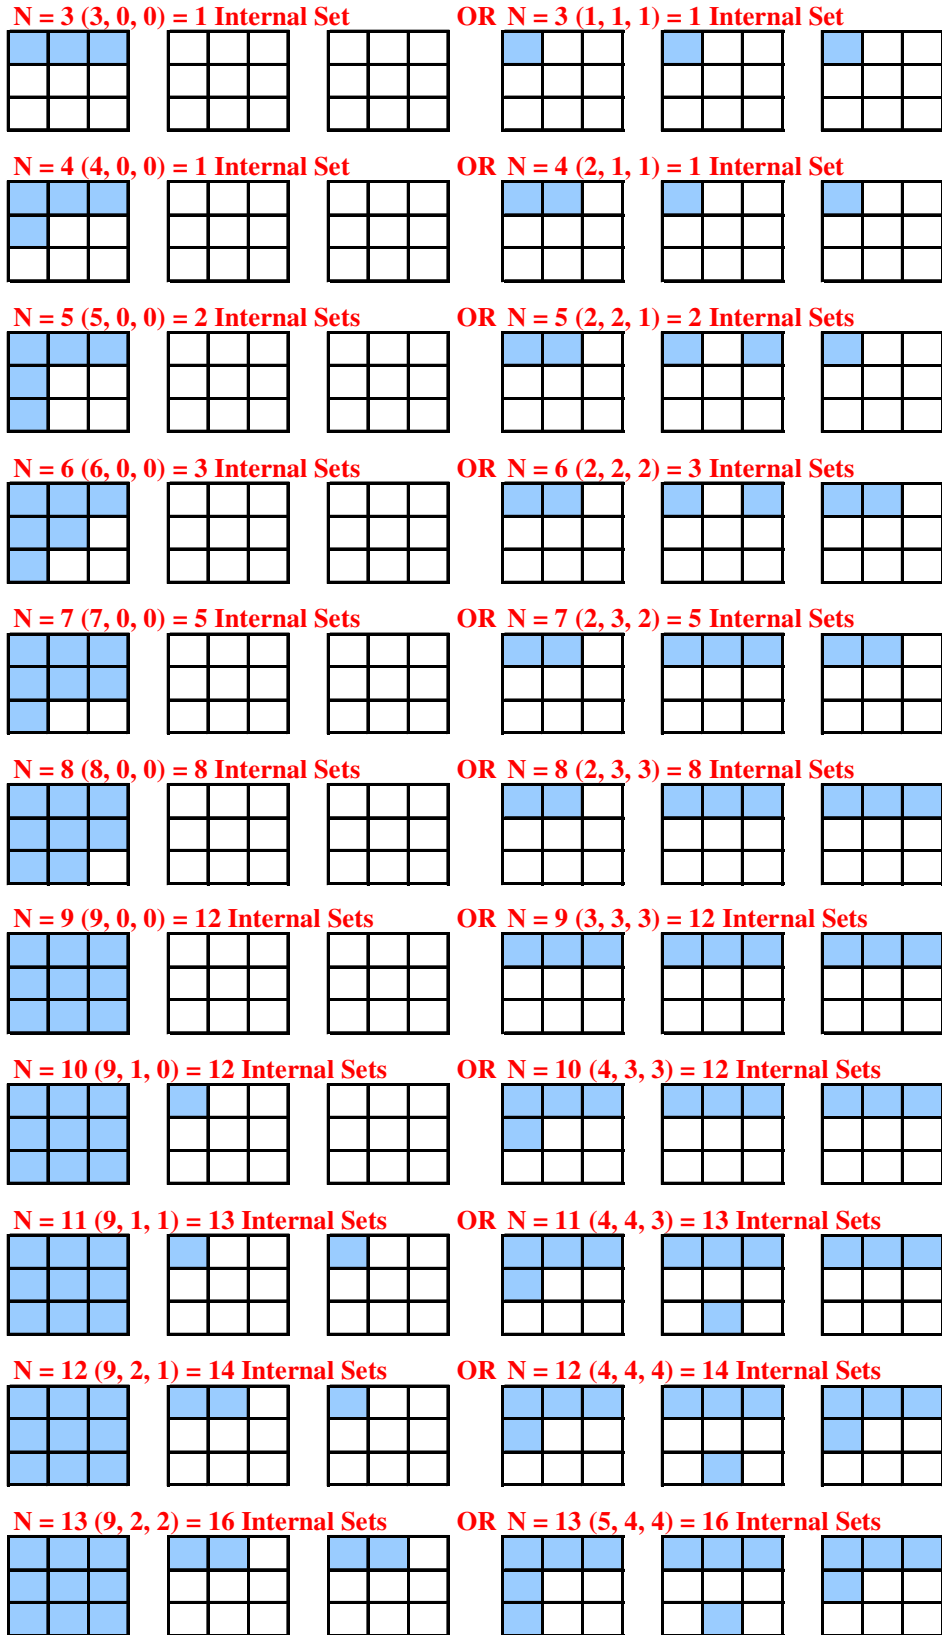 N = 3 (3, 0, 0) = 1 Internal Set OR N = 3 (1, 1, 1) = 1 Internal Set
N = 4 (4, 0, 0) = 1 Internal Set OR N = 4 (2, 1, 1) = 1 Internal Set
N = 5 (5, 0, 0) = 2 Internal Sets OR N = 5 (2, 2, 1) = 2 Internal Sets
N = 6 (6, 0, 0) = 3 Internal Sets OR N = 6 (2, 2, 2) = 3 Internal Sets
N = 7 (7, 0, 0) = 5 Internal Sets OR N = 7 (2, 3, 2) = 5 Internal Sets
N = 8 (8, 0, 0) = 8 Internal Sets OR N = 8 (2, 3, 3) = 8 Internal Sets
N = 9 (9, 0, 0) = 12 Internal Sets OR N = 9 (3, 3, 3) = 12 Internal Sets
N = 10 (9, 1, 0) = 12 Internal Sets OR N = 10 (4, 3, 3) = 12 Internal Sets
N = 11 (9, 1, 1) = 13 Internal Sets OR N = 11 (4, 4, 3) = 13 Internal Sets
N = 12 (9, 2, 1) = 14 Internal Sets OR N = 12 (4, 4, 4) = 14 Internal Sets
N = 13 (9, 2, 2) = 16 Internal Sets OR N = 13 (5, 4, 4) = 16 Internal Sets